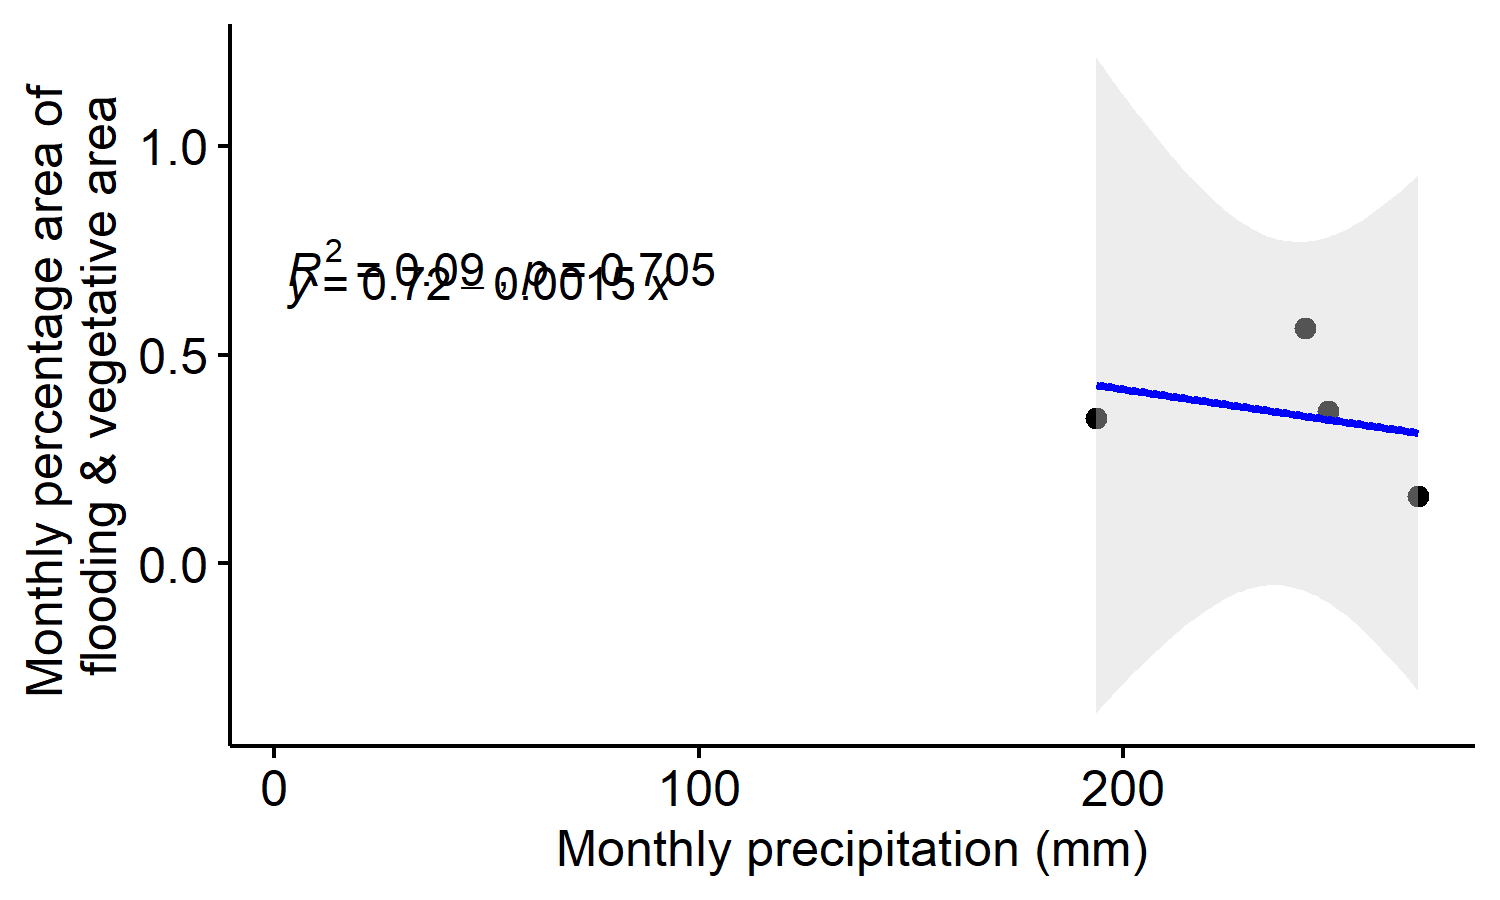 Monthly percentage area of
flooding & vegetative area
1.0
0.5
0.0
R² = 0.09 , p = 0.705
y = 0.72 − 0.0015 x
0
100
200
Monthly precipitation (mm)